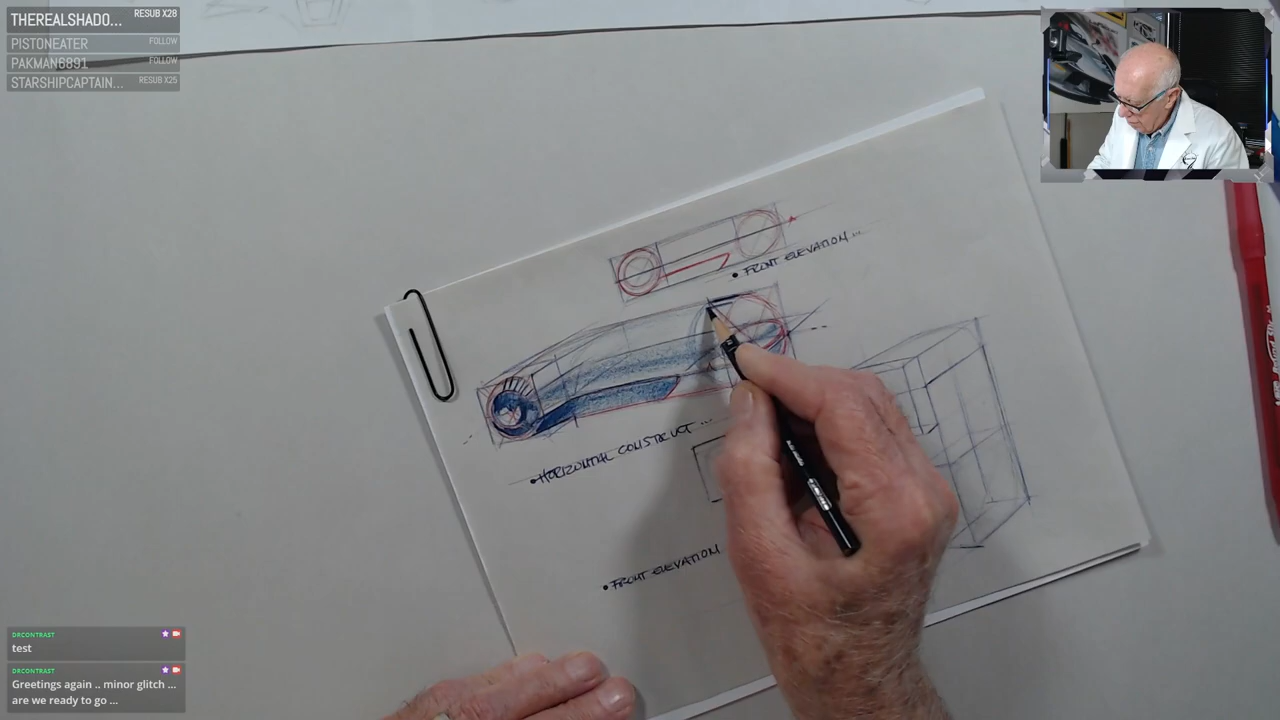 THEREALSHADO...
RESUB X28
PISTONEATER
FOLLOW
PAKMAN6891
FOLLOW
STARSHIPCAPTAIN...
RESUB X25
• FRONT ELEVATION...
• HORIZONTAL CONSTRUCT ...
• FRONT ELEVATION
DRCONTRAST
test
DRCONTRAST
Greetings again .. minor glitch ...
are we ready to go ...